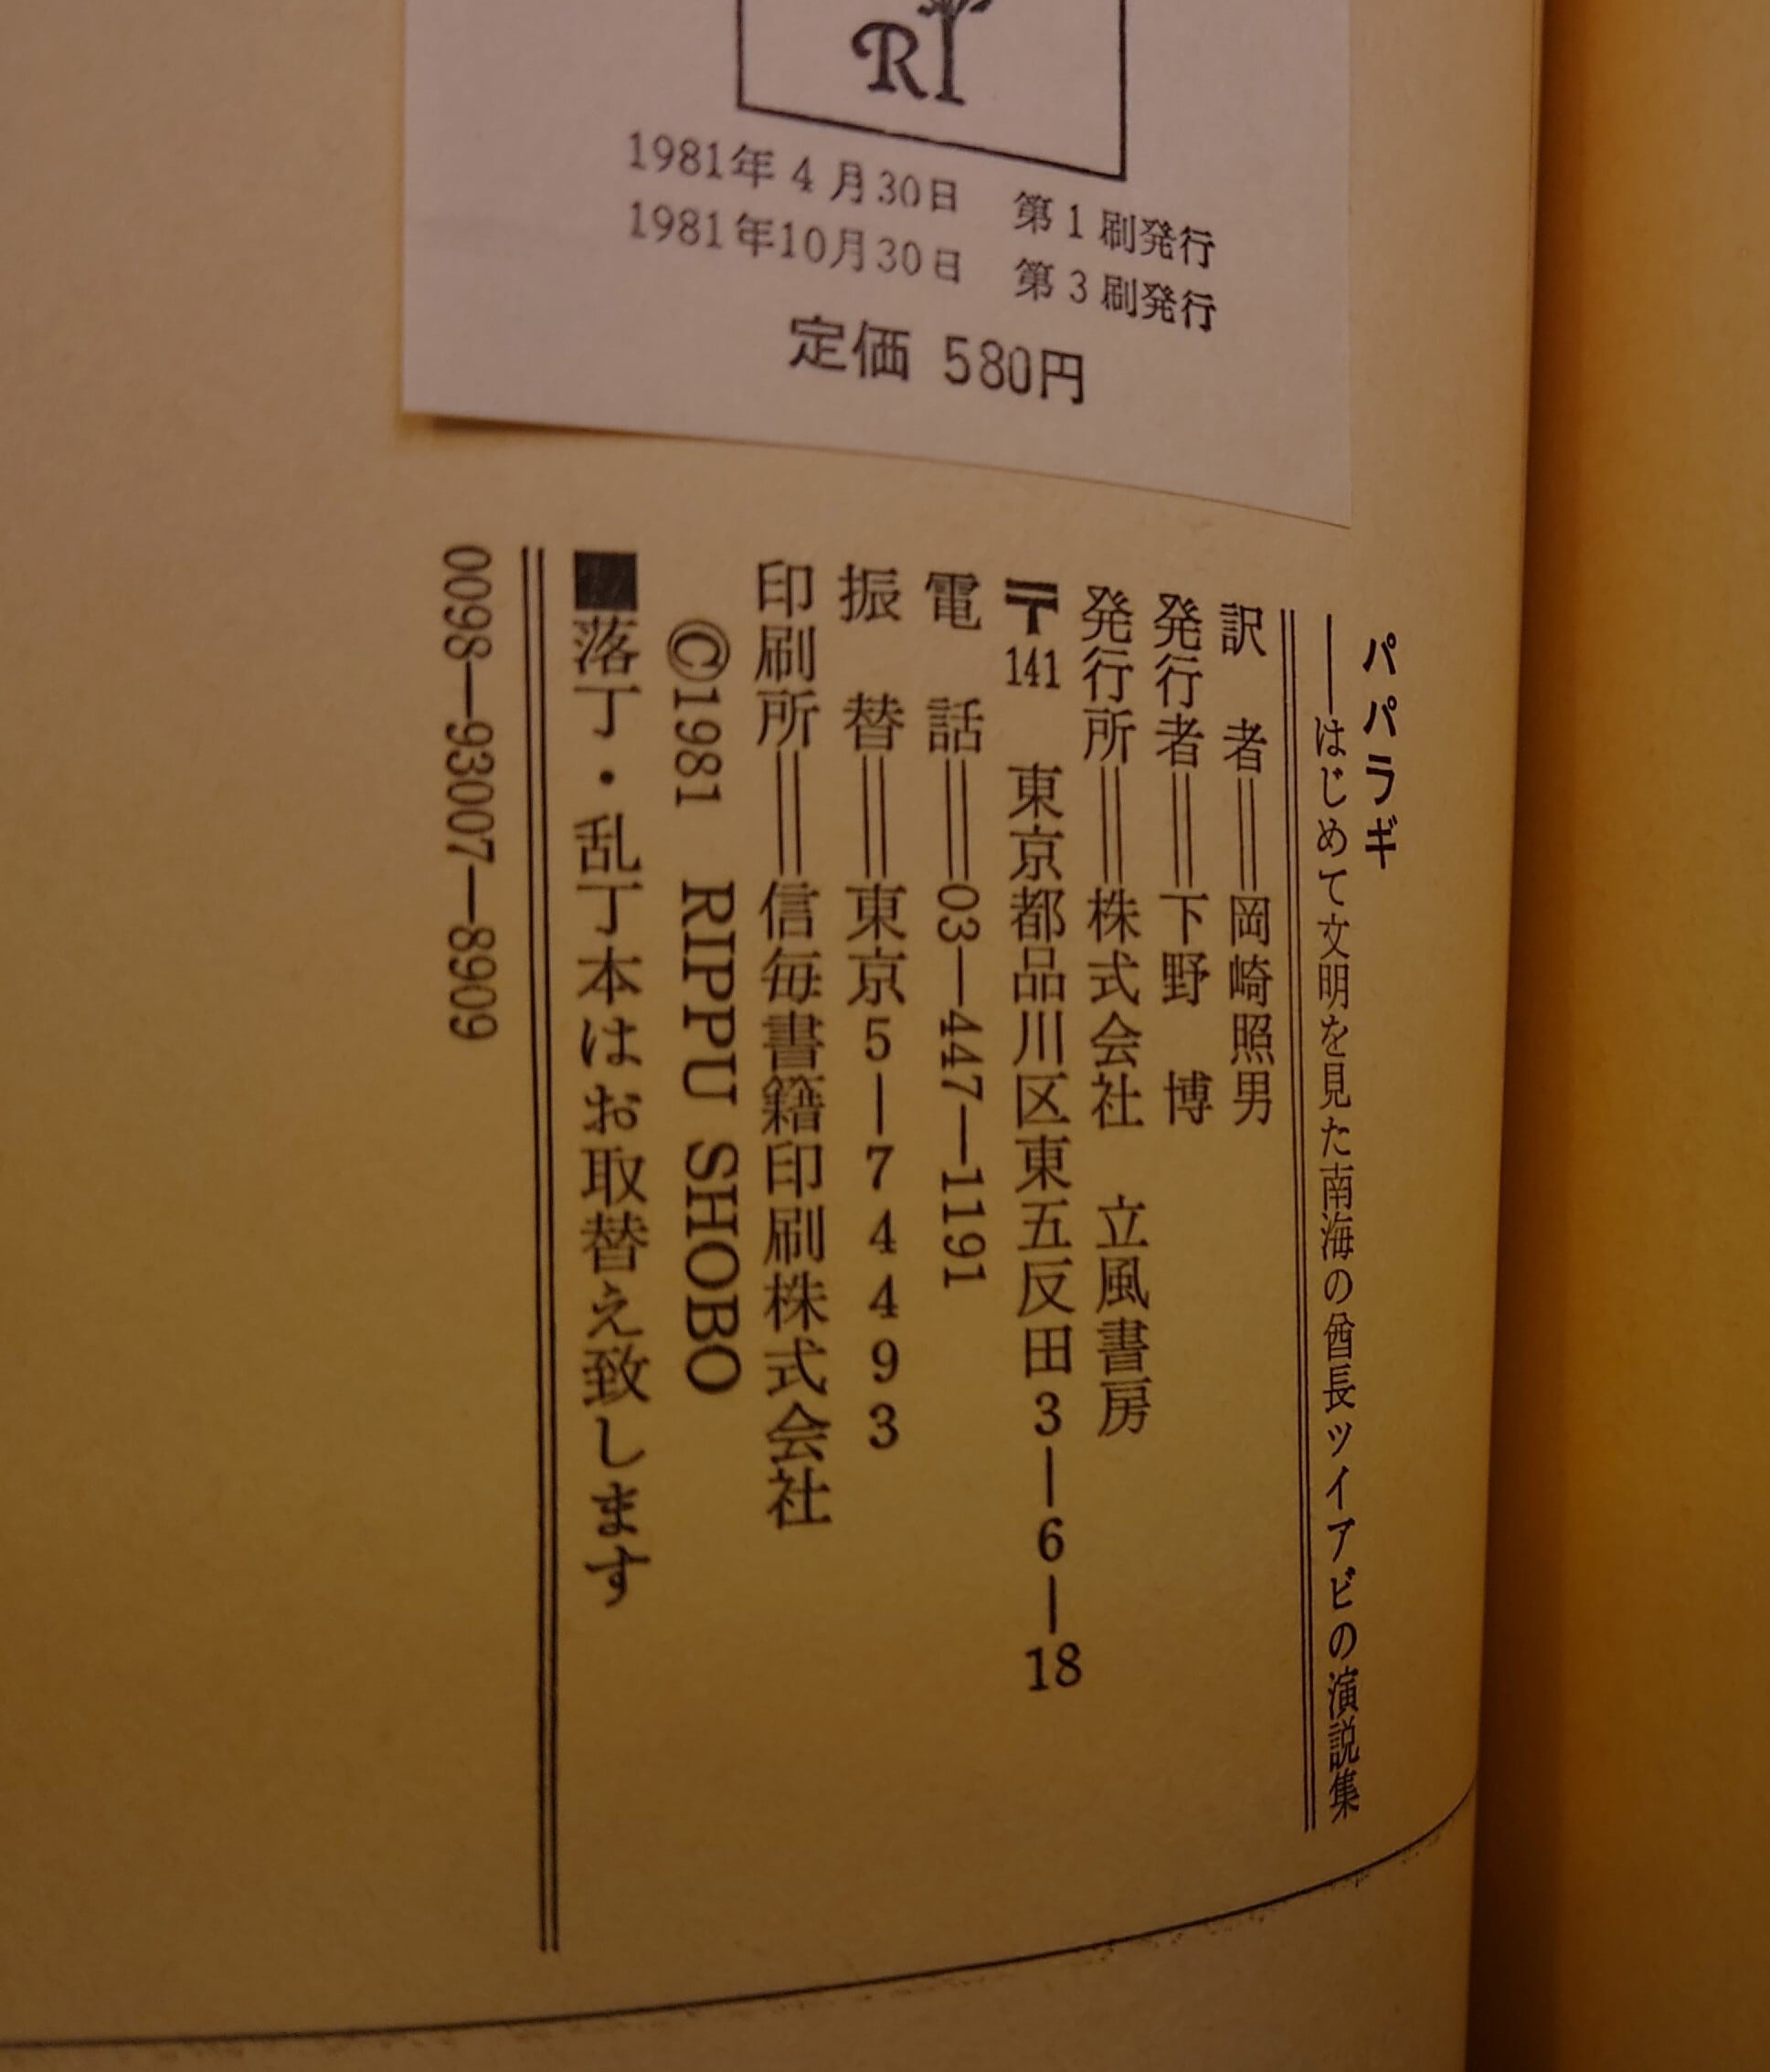 RI
1981年4月30日　第1刷発行
1981年10月30日　第3刷発行
定価 580円
パパラギ
——はじめて文明を見た南海の酋長ツイアビの演説集
訳　者＝岡崎照男
発行者＝下野　博
発行所＝株式会社　立風書房
〒141　東京都品川区東五反田3—6—18
電　話＝03—447—1191
振　替＝東京5—74493
印刷所＝信毎書籍印刷株式会社
©1981　RIPPU SHOBO
■落丁・乱丁本はお取替え致します
0098—93007—8909